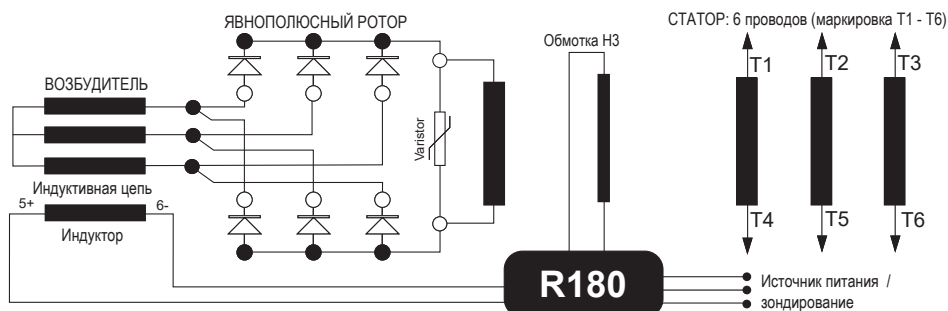 ЯВНОПОЛЮСНЫЙ РОТОР
СТАТОР: 6 проводов (маркировка T1 - T6)
Обмотка H3
T1
T2
T3
ВОЗБУДИТЕЛЬ
Varistor
Индуктивная цепь
5+
6-
Индуктор
T4
T5
T6
R180
Источник питания /
зондирование